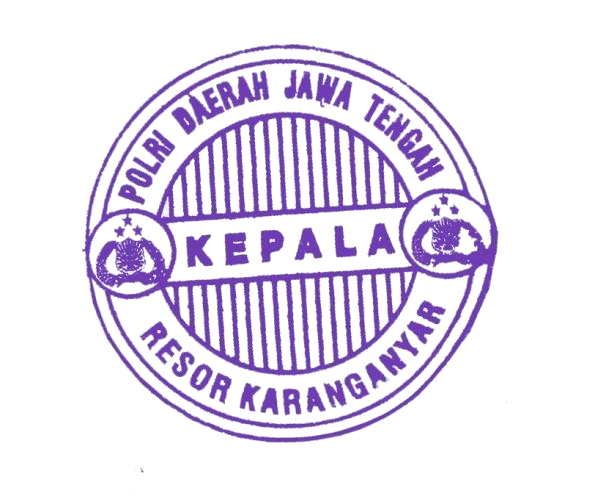 POLRI DAERAH JAWA TENGAH
KEPALA
RESOR KARANGANYAR